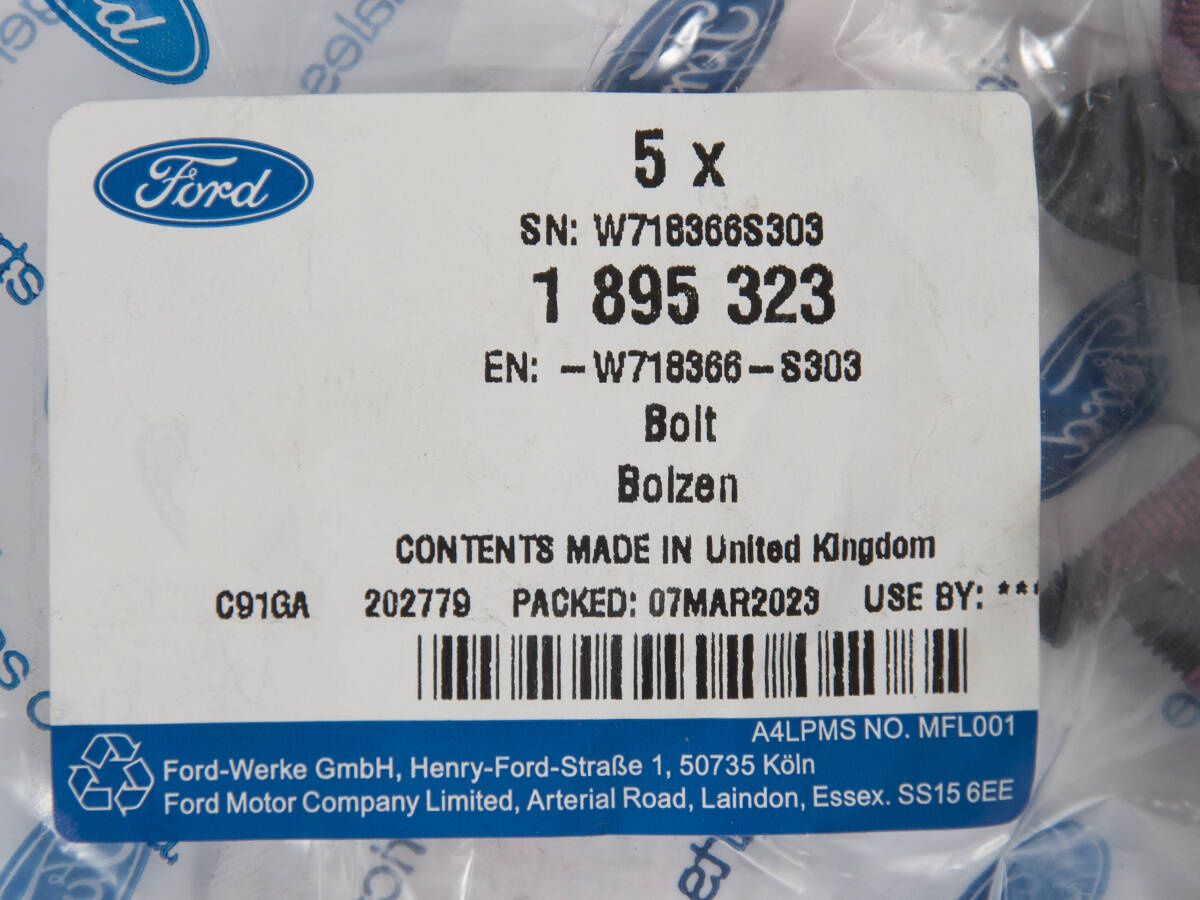 Ford
5 x
SN: W718366S303
1 895 323
EN: -W718366-S303
Bolt
Bolzen
CONTENTS MADE IN United Kingdom
C91GA 202779 PACKED: 07MAR2023 USE BY: ***
A4LPMS NO. MFL001
Ford-Werke GmbH, Henry-Ford-Straße 1, 50735 Köln
Ford Motor Company Limited, Arterial Road, Laindon, Essex. SS15 6EE
Ford